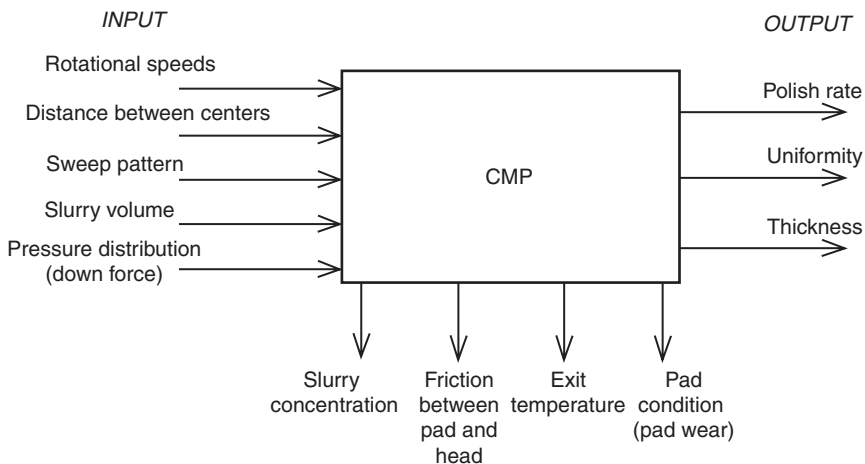 INPUT
OUTPUT
Rotational speeds
Distance between centers
Sweep pattern
Slurry volume
Pressure distribution
(down force)
CMP
Polish rate
Uniformity
Thickness
Slurry
concentration
Friction
between
pad and
head
Exit
temperature
Pad
condition
(pad wear)